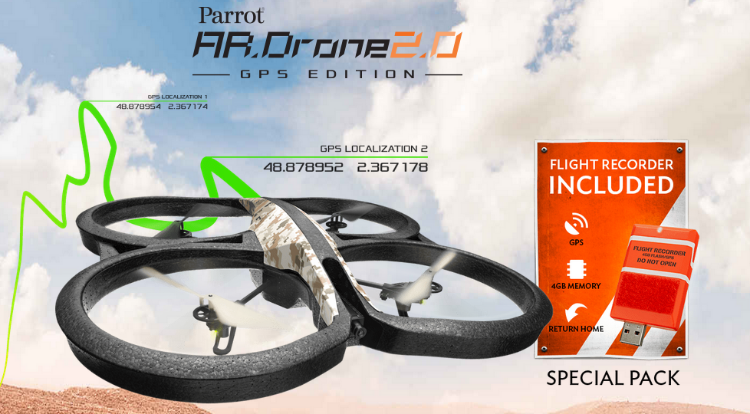 Parrot
AR.Drone2.0
GPS EDITION
GPS LOCALIZATION 1
48.878954 2.367174
GPS LOCALIZATION 2
48.878952 2.367178
FLIGHT RECORDER
INCLUDED
GPS
4GB MEMORY
RETURN HOME
FLIGHT RECORDER
DO NOT OPEN
SPECIAL PACK